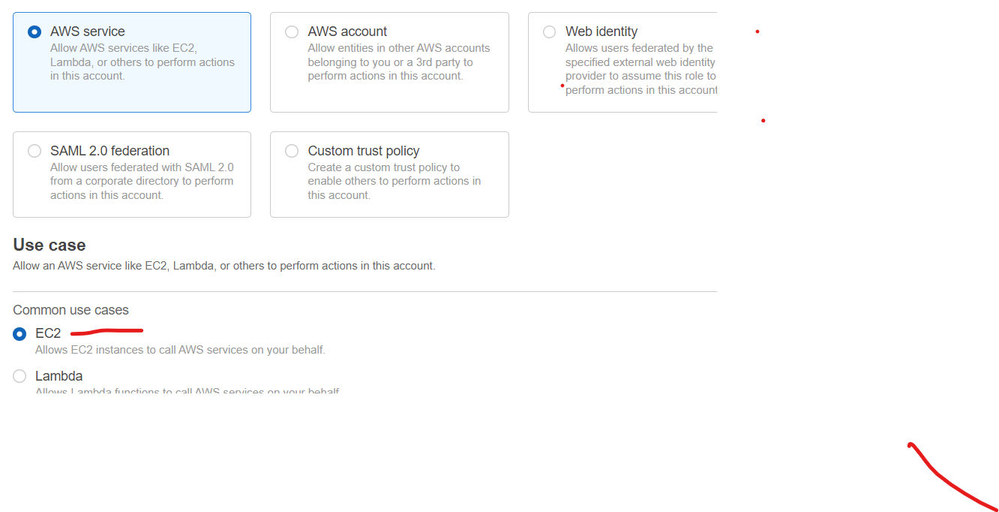 AWS service
Allow AWS services like EC2,
Lambda, or others to perform actions
in this account.
AWS account
Allow entities in other AWS accounts
belonging to you or a 3rd party to
perform actions in this account.
Web identity
Allows users federated by the
specified external web identity
provider to assume this role to
perform actions in this account
SAML 2.0 federation
Allow users federated with SAML 2.0
from a corporate directory to perform
actions in this account.
Custom trust policy
Create a custom trust policy to
enable others to perform actions in
this account.
Use case
Allow an AWS service like EC2, Lambda, or others to perform actions in this account.
Common use cases
EC2
Allows EC2 instances to call AWS services on your behalf.
Lambda
Allows Lambda functions to call AWS services on your behalf